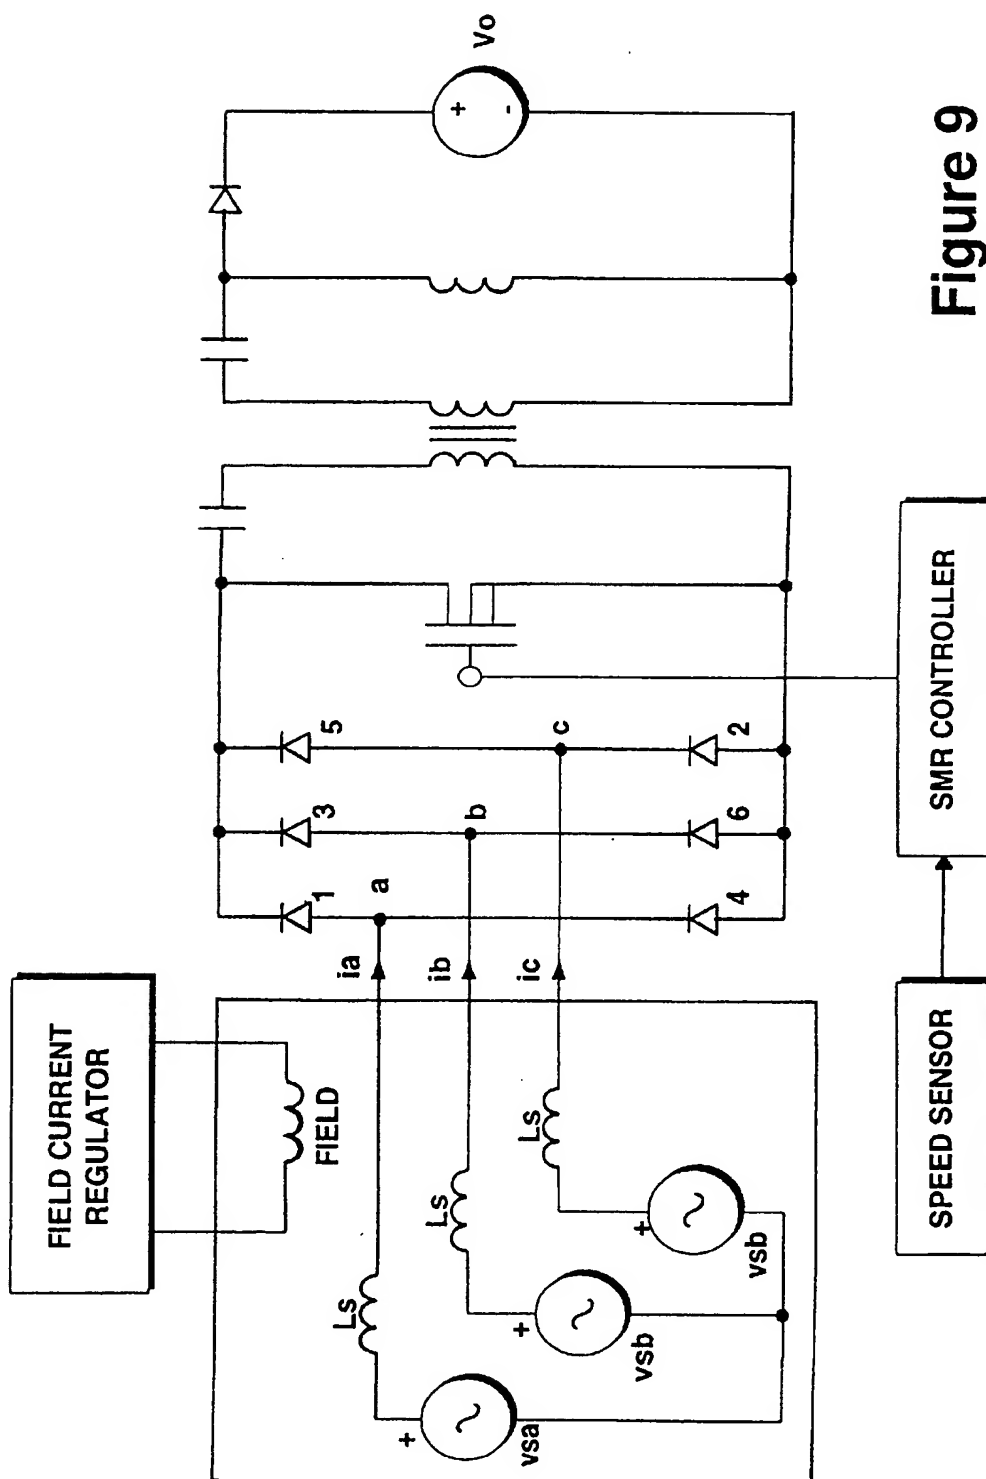 FIELD CURRENT
REGULATOR
FIELD
Ls
Ls
Ls
+
+
+
vsa
vsb
vsb
ia
ib
ic
a
b
c
1
3
5
4
6
2
+
-
Vo
SPEED SENSOR
SMR CONTROLLER
Figure 9